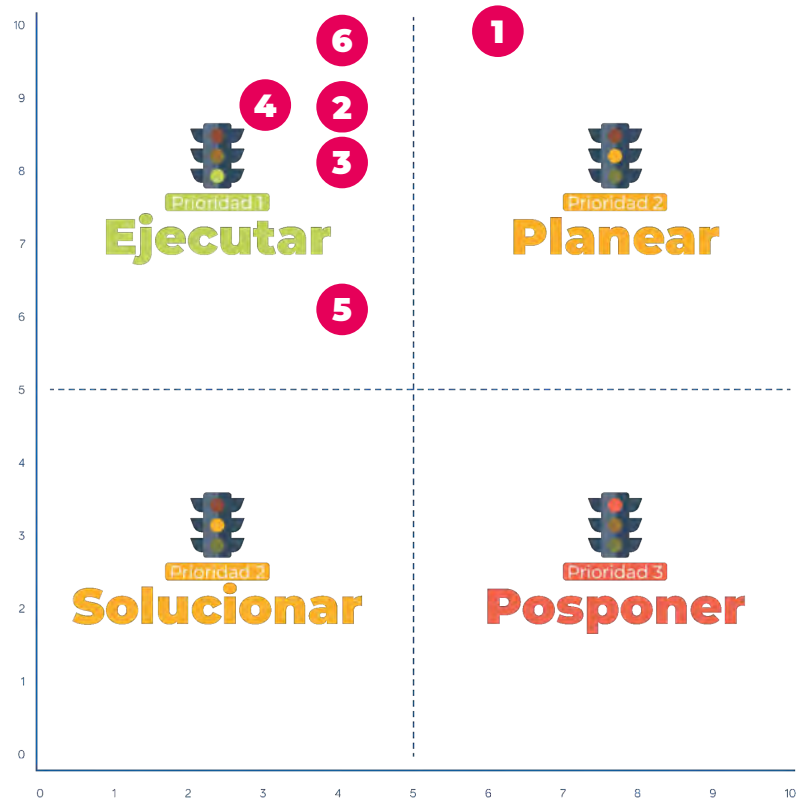 10
6
1
9
4
2
8
3
Prioridad 1
Prioridad 2
Ejecutar
Planear
7
5
6
5
4
3
Prioridad 2
Prioridad 3
Solucionar
Posponer
2
1
0
0 1 2 3 4 5 6 7 8 9 10